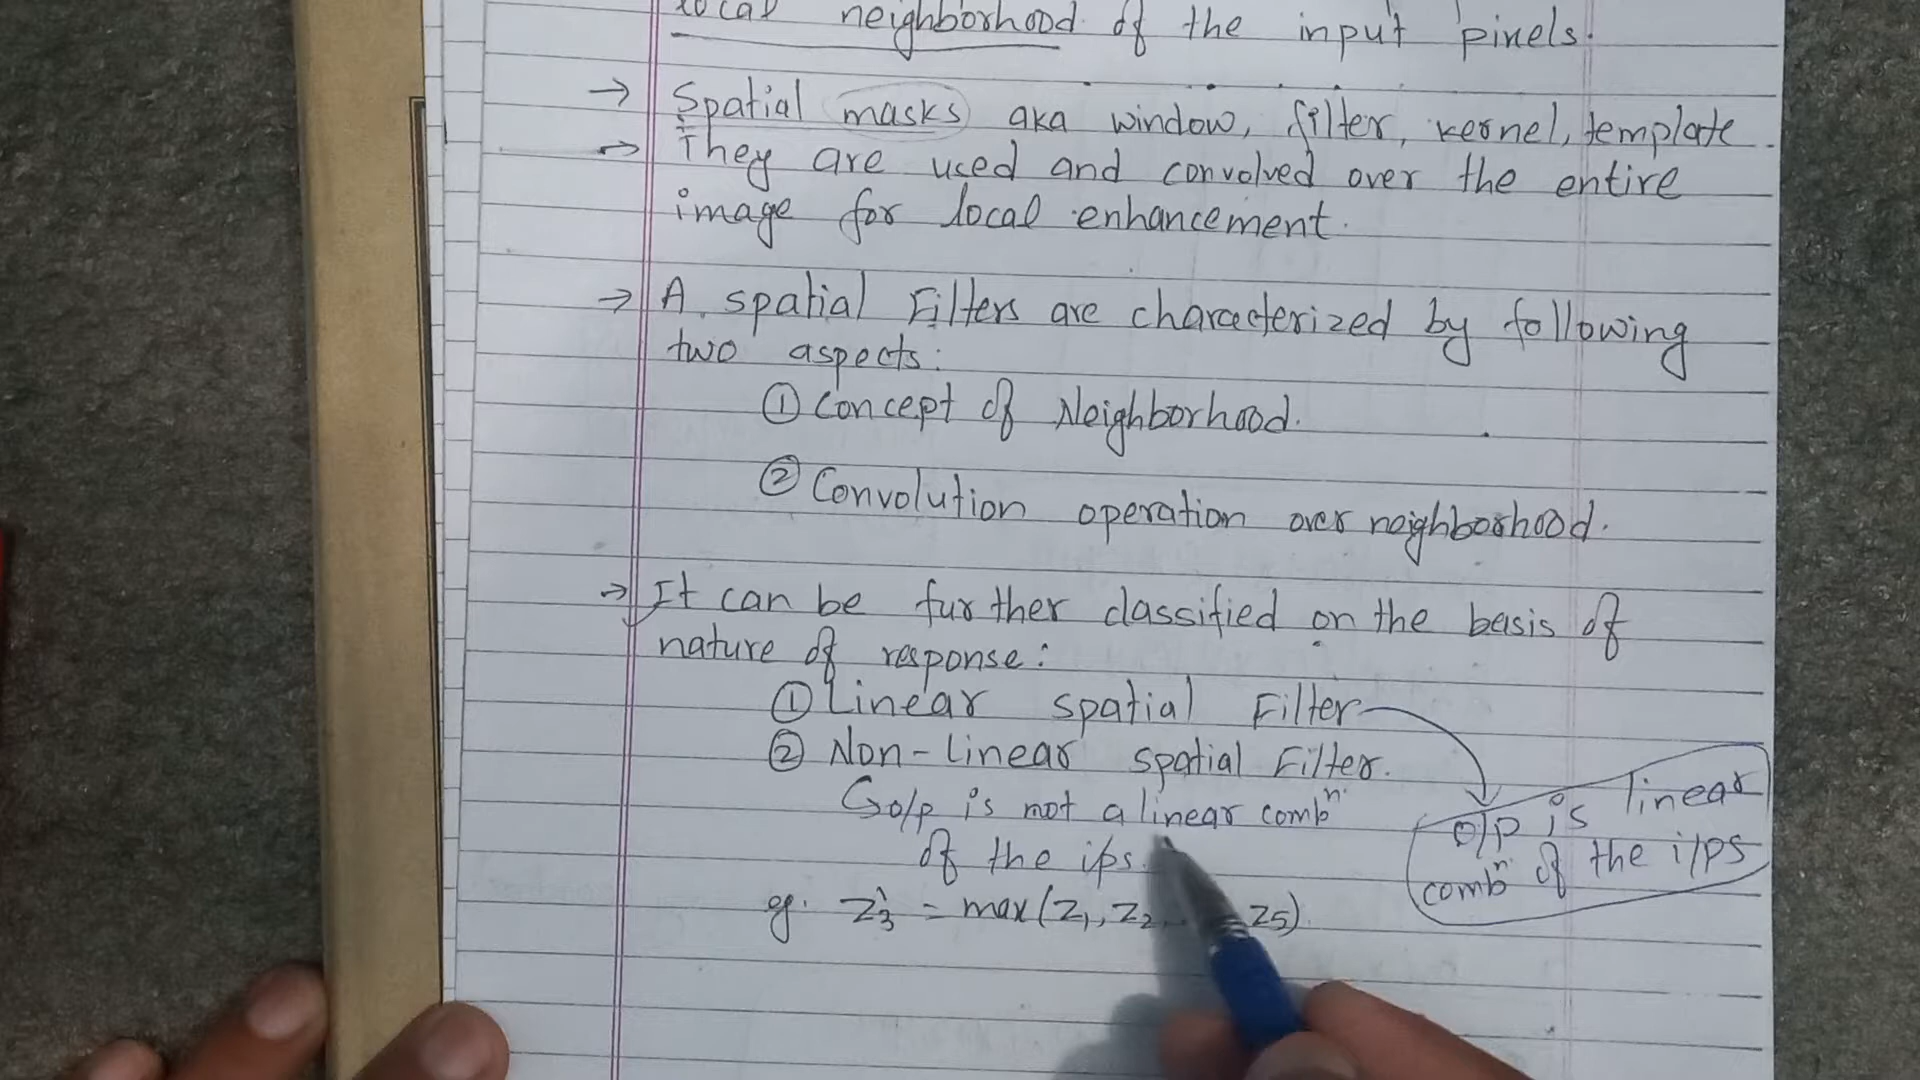 local neighborhood of the input pixels.
→ Spatial masks aka window, filter, kernel, template.
→ They are used and convolved over the entire
image for local enhancement.
→ A spatial Filters are characterized by following
two aspects:
① Concept of Neighborhood.
② Convolution operation over neighborhood.
→ It can be further classified on the basis of
nature of response:
① Linear spatial Filter
② Non-linear spatial Filter.
↳ o/p is not a linear combⁿ
of the i/ps.
eg. Z'3 = max(Z1, Z2, ... Z5)
o/p is linear
combⁿ of the i/ps